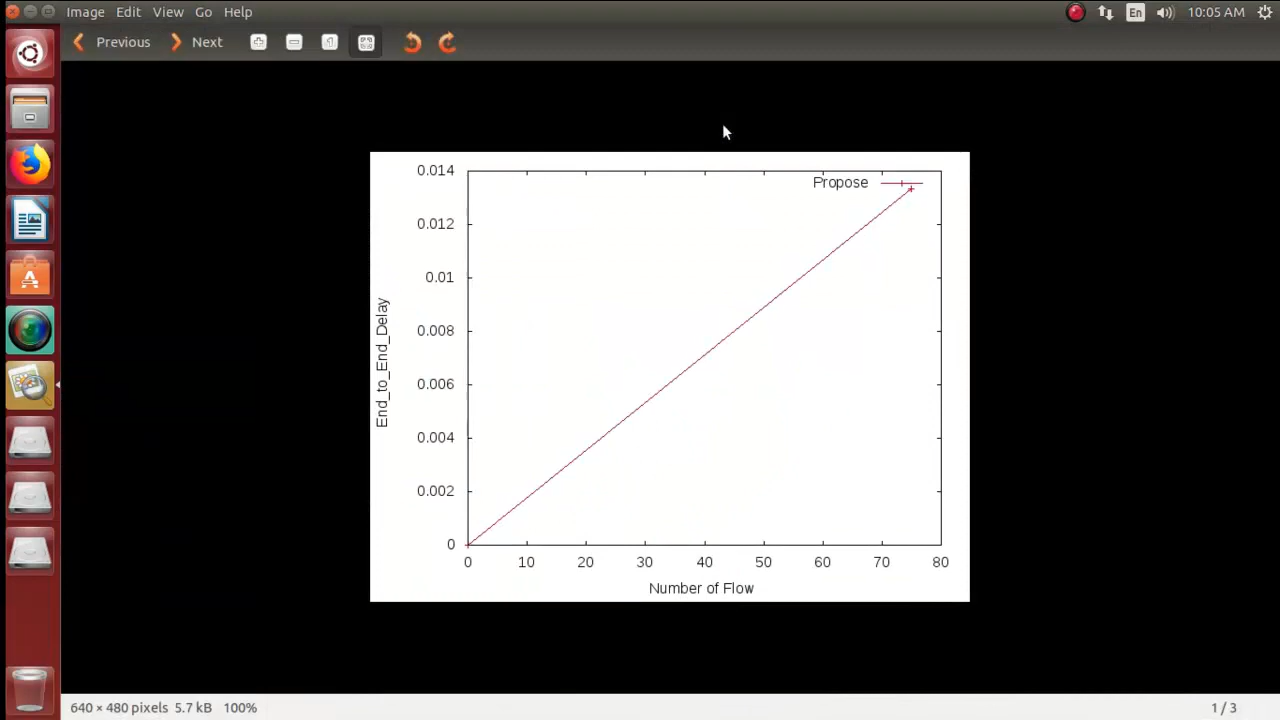 Image Edit View Go Help
En 10:05 AM
Previous Next
0.014
0.012
0.01
0.008
0.006
0.004
0.002
0
End_to_End_Delay
Propose
0 10 20 30 40 50 60 70 80
Number of Flow
640 × 480 pixels 5.7 kB 100%
1 / 3